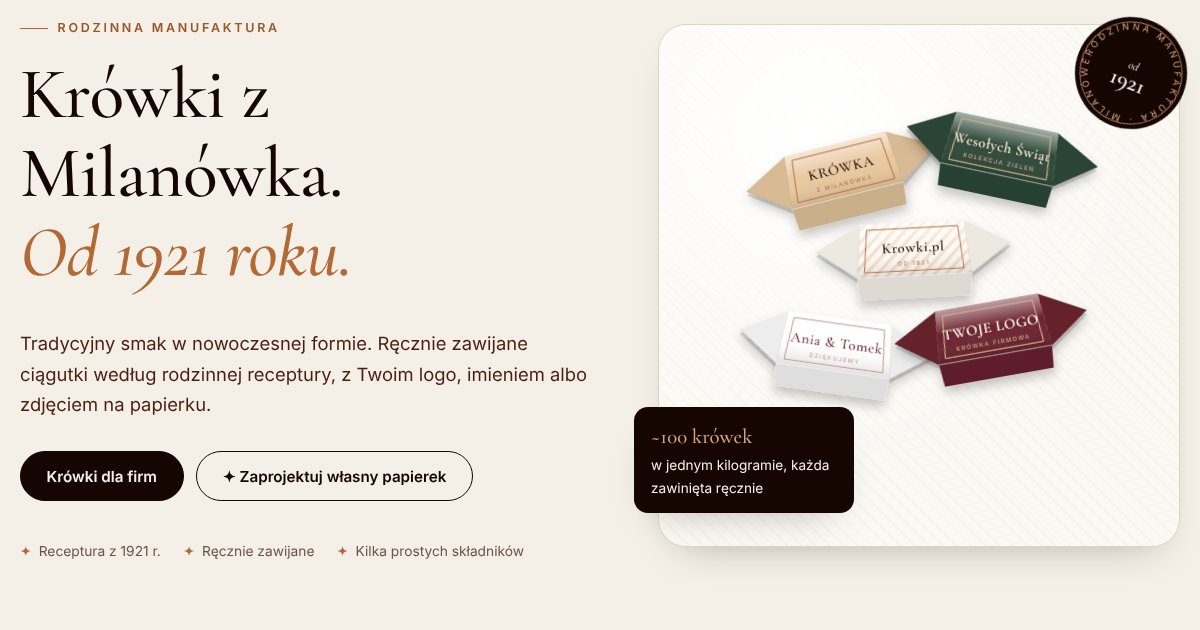 RODZINNA MANUFAKTURA
Krówki z
Milanówka.
Od 1921 roku.
Tradycyjny smak w nowoczesnej formie. Ręcznie zawijane
ciągutki według rodzinnej receptury, z Twoim logo, imieniem albo
zdjęciem na papierku.
Krówki dla firm
✦ Zaprojektuj własny papierek
✦ Receptura z 1921 r.
✦ Ręcznie zawijane
✦ Kilka prostych składników
RODZINNA MANUFAKTURA · MILANOWE
od
1921
KRÓWKA
Z MILANÓWKA
Wesołych Świąt
KOLEKCJA ZIELEŃ
Krowki.pl
OD 1921
Ania & Tomek
DZIĘKUJEMY
TWOJE LOGO
KRÓWKA FIRMOWA
~100 krówek
w jednym kilogramie, każda
zawinięta ręcznie